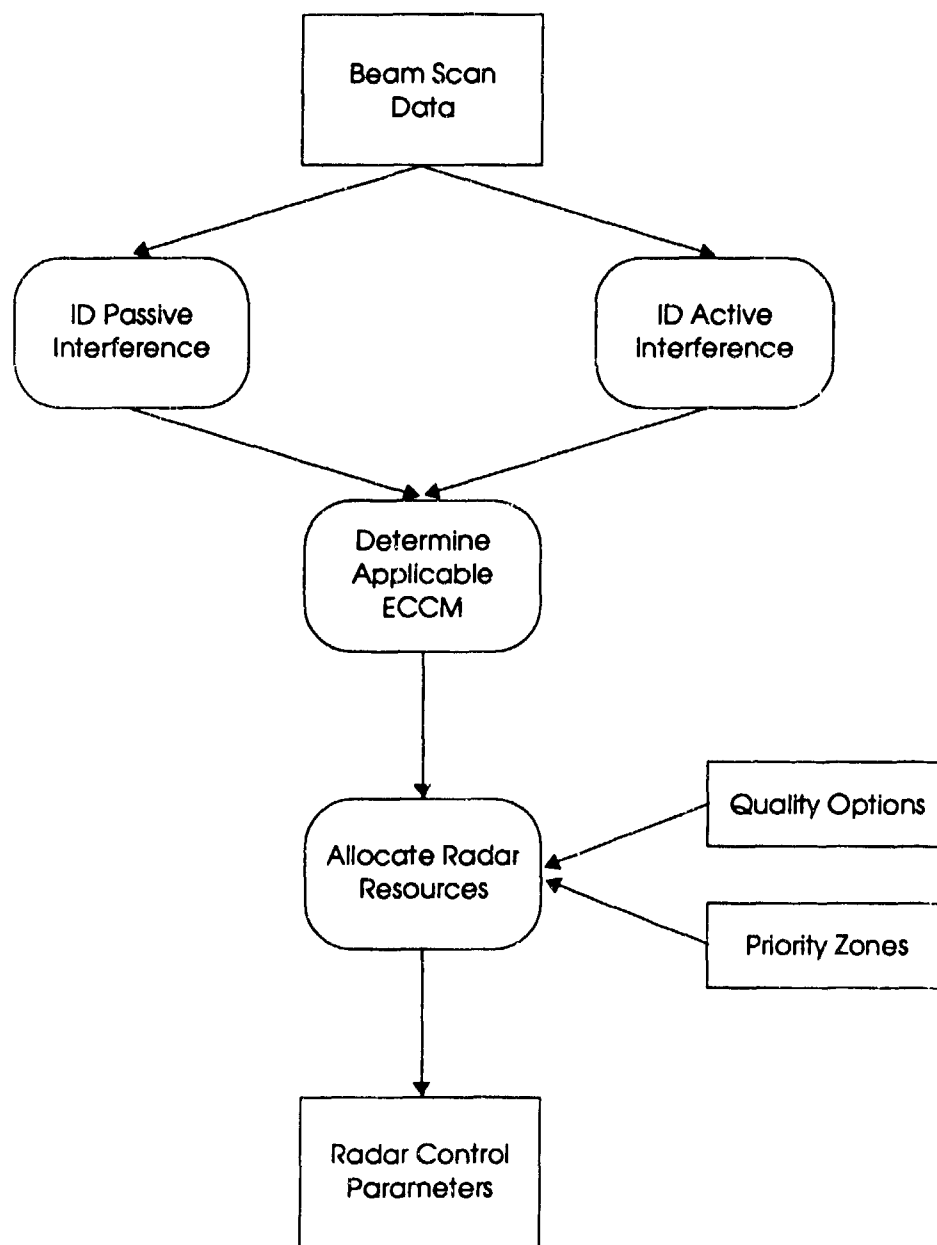 Beam Scan
Data
ID Passive
Interference
ID Active
Interference
Determine
Applicable
ECCM
Allocate Radar
Resources
Quality Options
Priority Zones
Radar Control
Parameters